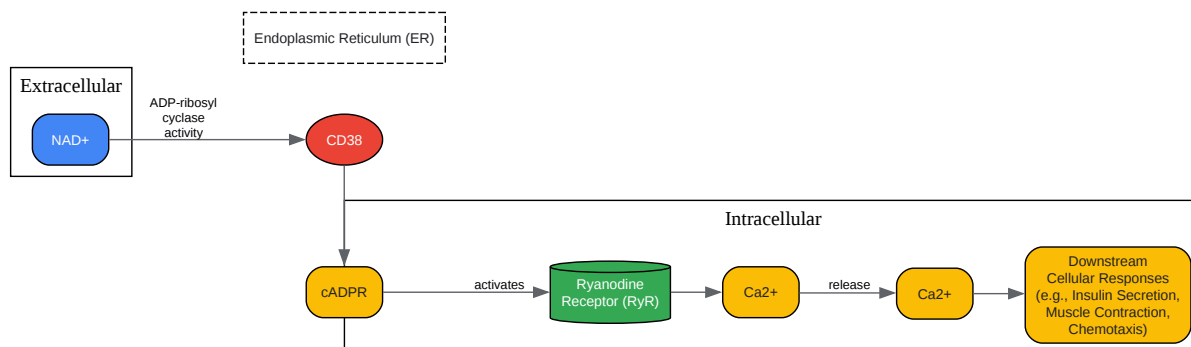 Endoplasmic Reticulum (ER)
Extracellular
NAD+
ADP-ribosyl
cyclase
activity
CD38
Intracellular
cADPR
activates
Ryanodine
Receptor (RyR)
Ca2+
release
Ca2+
Downstream
Cellular Responses
(e.g., Insulin Secretion,
Muscle Contraction,
Chemotaxis)